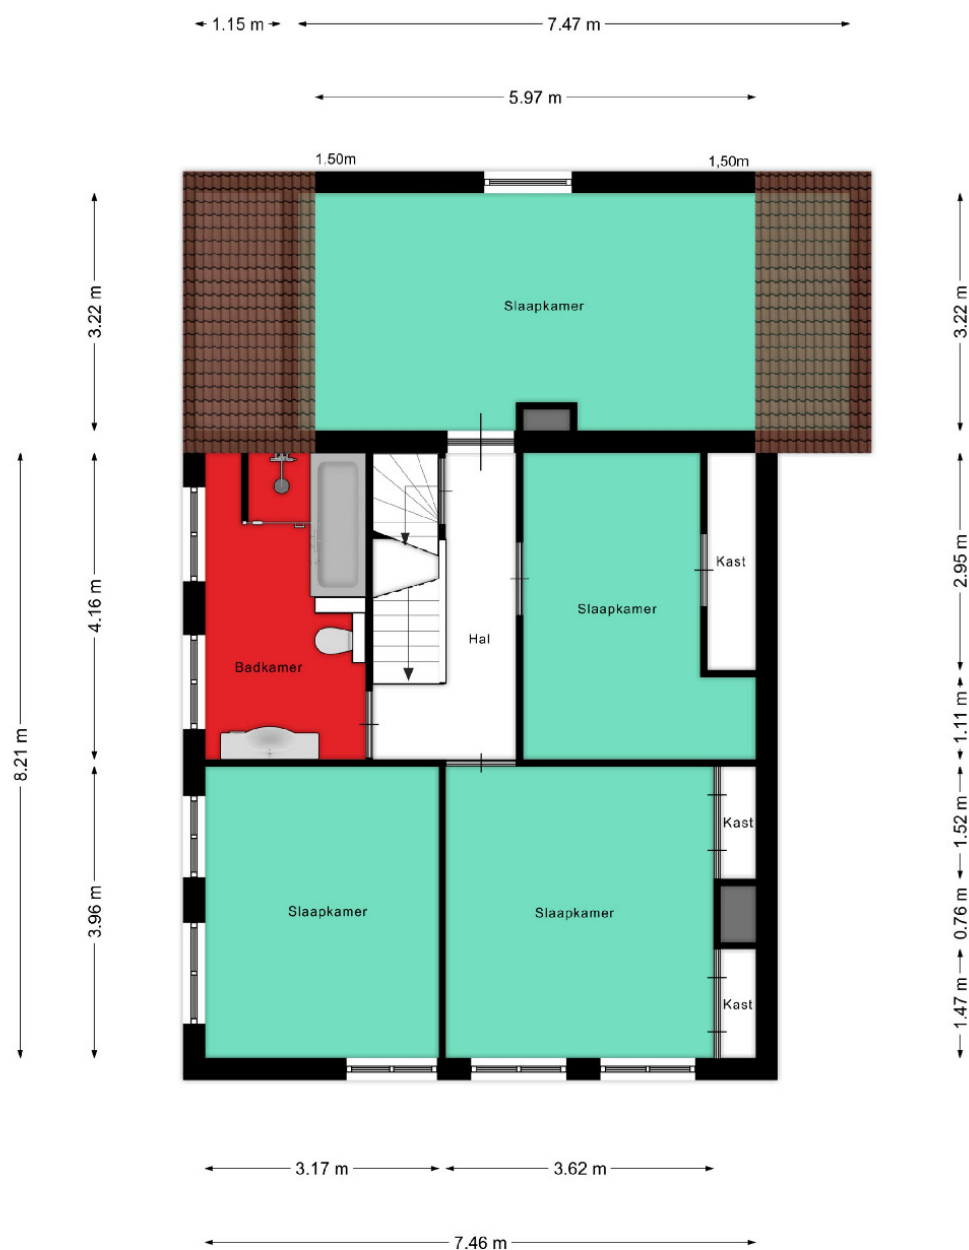 1.15 m
7.47 m
5.97 m
1.50m
1,50m
3.22 m
3.22 m
Slaapkamer
2.95 m
Kast
4.16 m
Slaapkamer
Hal
Badkamer
1.11 m
8.21 m
1.52 m
Kast
3.96 m
Slaapkamer
Slaapkamer
0.76 m
Kast
1.47 m
3.17 m
3.62 m
7.46 m